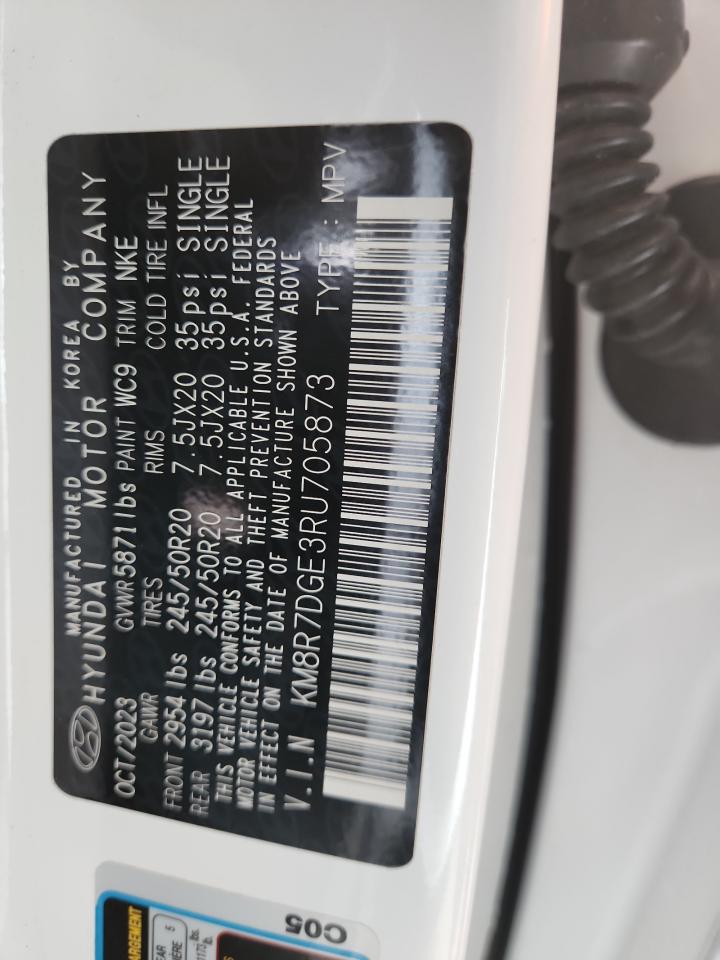 MANUFACTURED IN KOREA BY
HYUNDAI MOTOR COMPANY
OCT/2023 GVWR 5871lbs PAINT WC9 TRIM NKE
GAWR TIRES RIMS COLD TIRE INFL
FRONT 2954 lbs 245/50R20 7.5JX20 35psi SINGLE
REAR 3197 lbs 245/50R20 7.5JX20 35psi SINGLE
THIS VEHICLE CONFORMS TO ALL APPLICABLE U.S.A. FEDERAL
MOTOR VEHICLE SAFETY AND THEFT PREVENTION STANDARDS
IN EFFECT ON THE DATE OF MANUFACTURE SHOWN ABOVE
V.I.N KM8R7DGE3RU705873 TYPE : MPV
C05